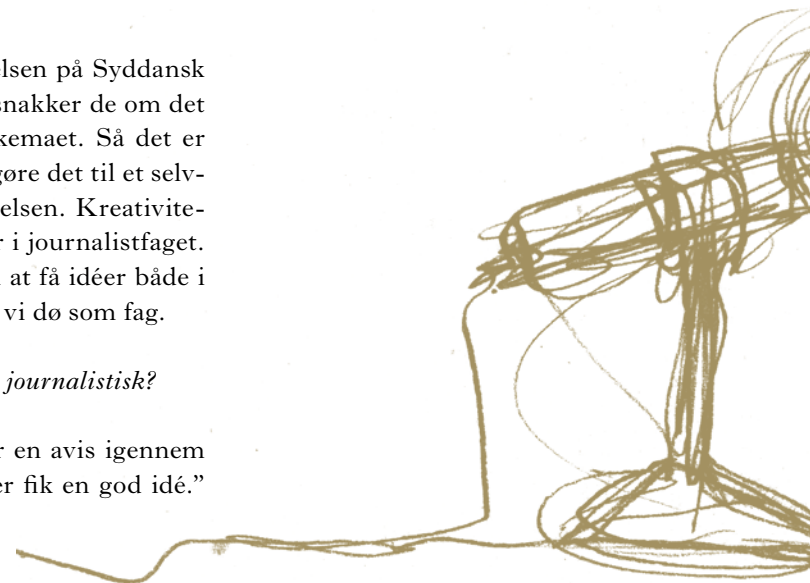 elsen på Syddansk
snakker de om det
kemaet. Så det er
gøre det til et selv-
elsen. Kreativite-
r i journalistfaget.
at få idéer både i
vi dø som fag.
journalistisk?
r en avis igennem
er fik en god idé.”